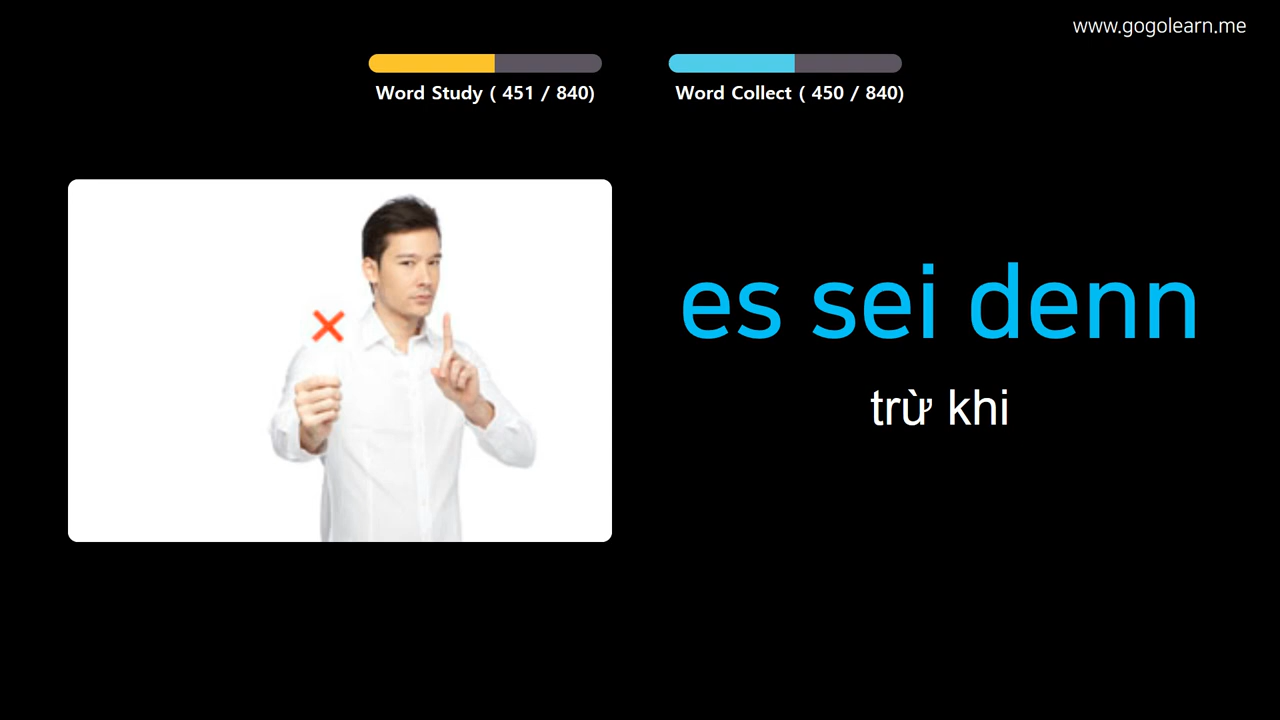 www.gogolearn.me
Word Study ( 451 / 840)
Word Collect ( 450 / 840)
es sei denn
trừ khi